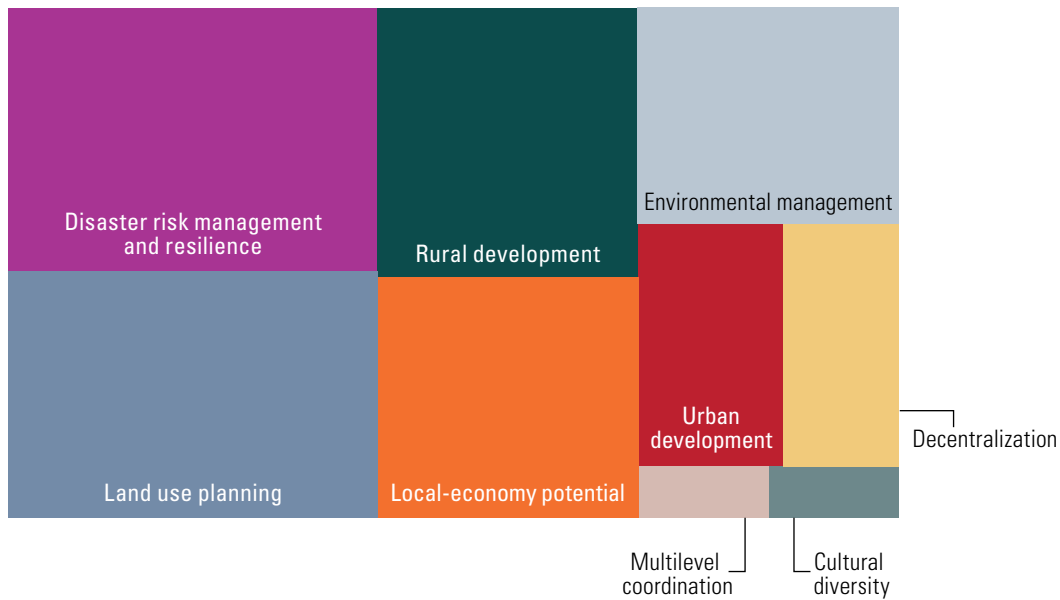 Disaster risk management
and resilience
Rural development
Environmental management
Land use planning
Local-economy potential
Urban
development
Decentralization
Multilevel
coordination
Cultural
diversity